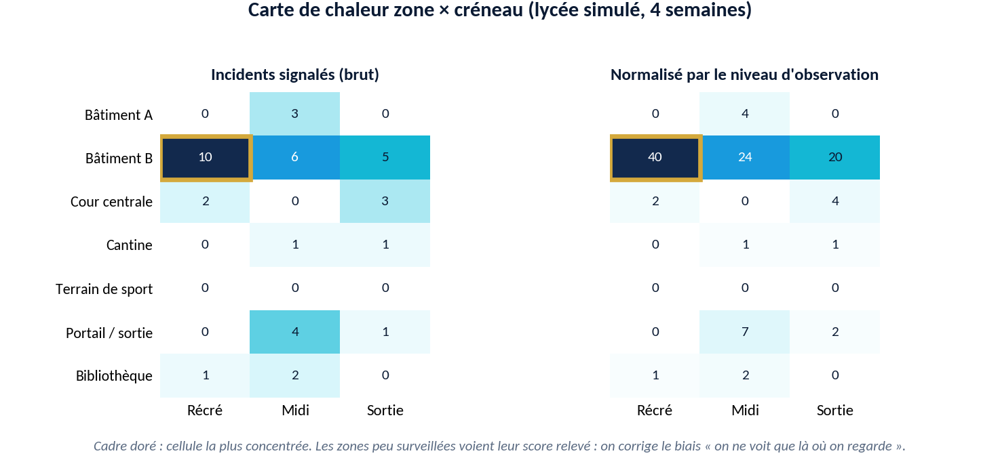 Carte de chaleur zone × créneau (lycée simulé, 4 semaines)
Incidents signalés (brut)
Normalisé par le niveau d'observation
Bâtiment A 0 3 0 0 4 0
Bâtiment B 10 6 5 40 24 20
Cour centrale 2 0 3 2 0 4
Cantine 0 1 1 0 1 1
Terrain de sport 0 0 0 0 0 0
Portail / sortie 0 4 1 0 7 2
Bibliothèque 1 2 0 1 2 0
Récré Midi Sortie Récré Midi Sortie
Cadre doré : cellule la plus concentrée. Les zones peu surveillées voient leur score relevé : on corrige le biais « on ne voit que là où on regarde ».